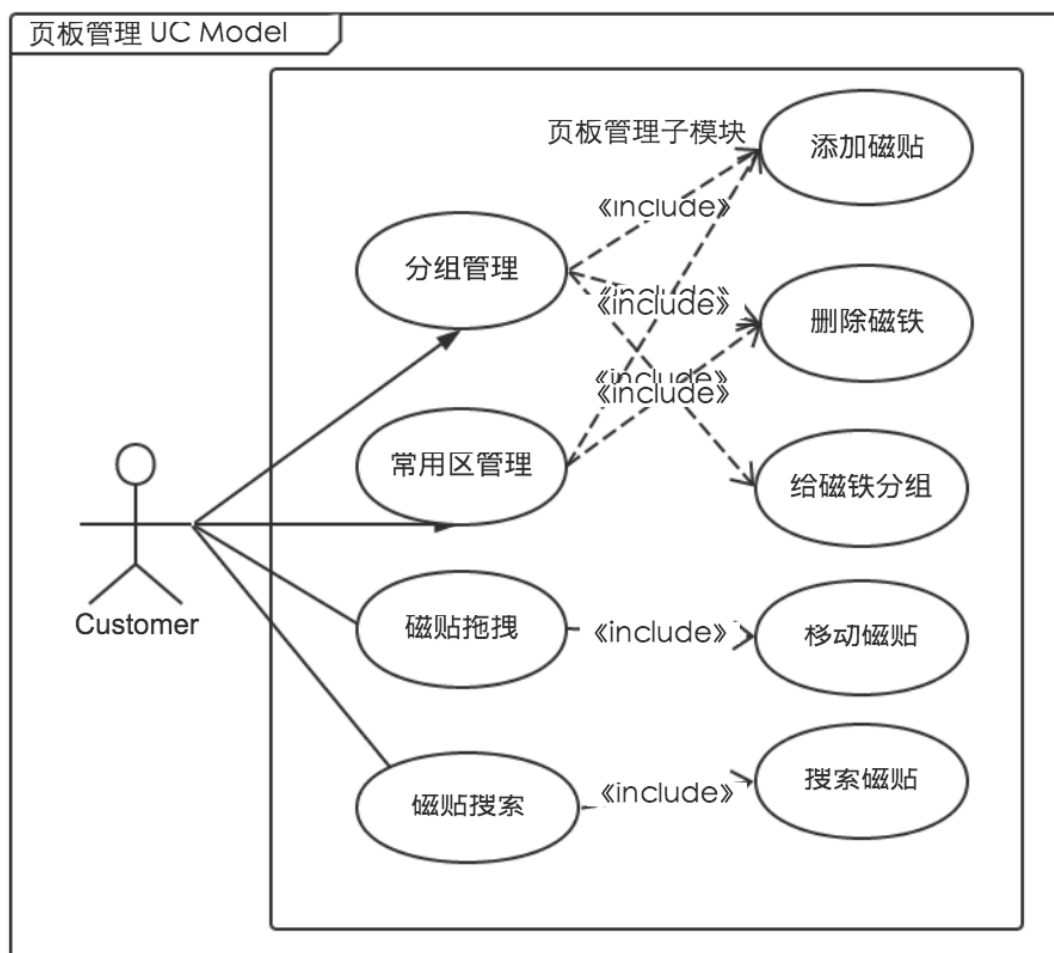 页板管理 UC Model
页板管理子模块
添加磁贴
《include》
分组管理
《include》
《include》
删除磁铁
《include》
《include》
常用区管理
给磁铁分组
Customer
磁贴拖拽
《include》
移动磁贴
磁贴搜索
《include》
搜索磁贴